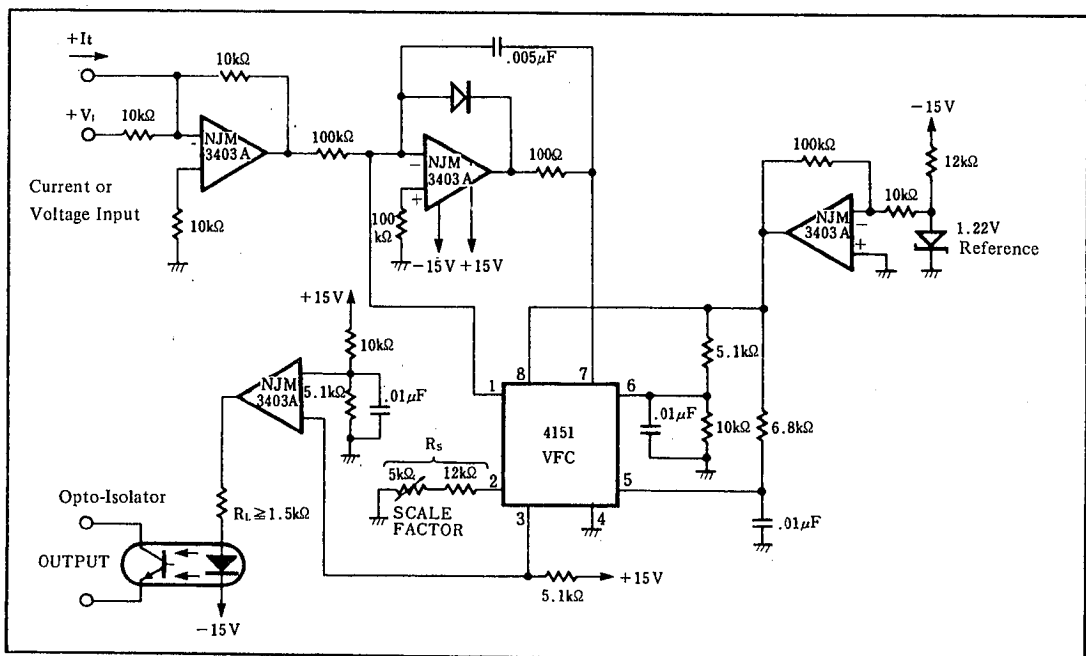 +It
10kΩ
+V₁
10kΩ
NJM
3403A
-
10kΩ
Current or
Voltage Input
100kΩ
.005μF
NJM
3403A
-
+
100
kΩ
-15V
+15V
100Ω
-15V
12kΩ
100kΩ
10kΩ
NJM
3403A
-
+
1.22V
Reference
+15V
10kΩ
NJM
3403A
5.1kΩ
.01μF
Rs
5kΩ
12kΩ
SCALE
FACTOR
1
8
7
6
2
3
4
5
4151
VFC
.01μF
5.1kΩ
10kΩ
6.8kΩ
.01μF
5.1kΩ
+15V
Opto-Isolator
RL≧1.5kΩ
OUTPUT
-15V